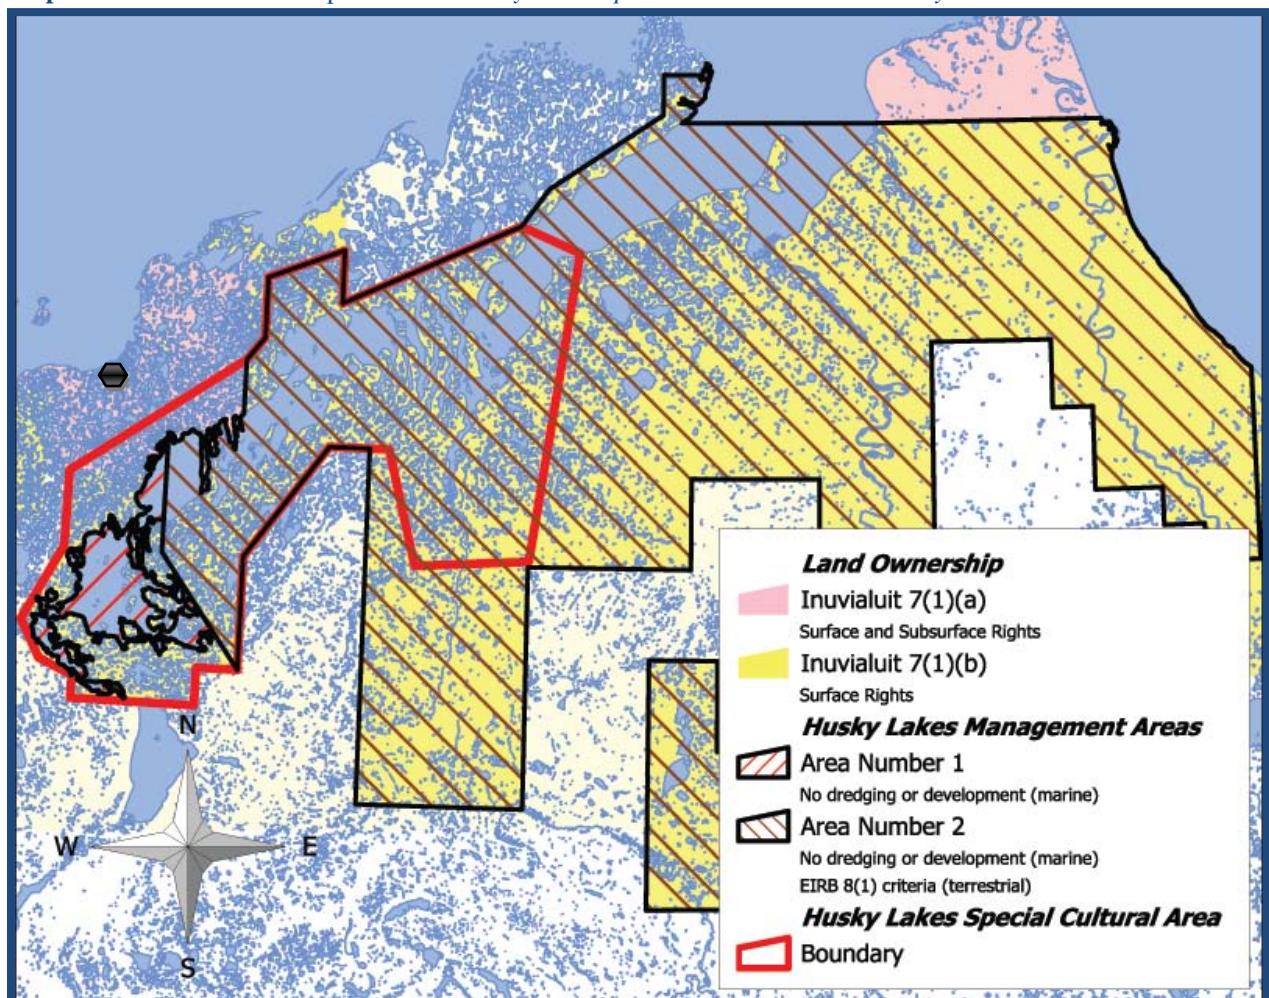 Land Ownership
Inuvialuit 7(1)(a)
Surface and Subsurface Rights
Inuvialuit 7(1)(b)
Surface Rights
Husky Lakes Management Areas
Area Number 1
No dredging or development (marine)
Area Number 2
No dredging or development (marine)
EIRB 8(1) criteria (terrestrial)
Husky Lakes Special Cultural Area
Boundary
N
W
E
S